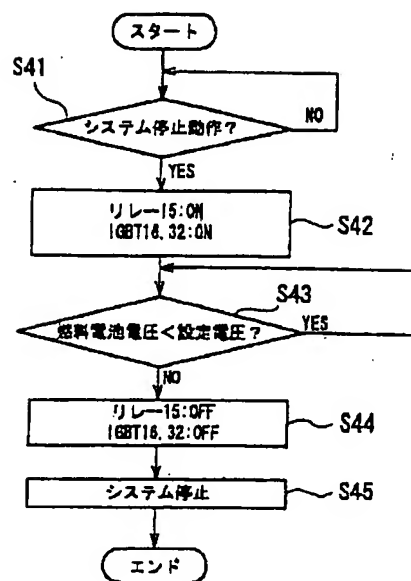 スタート
S41
システム停止動作?
NO
YES
リレー15:ON
IGBT16,32:ON
S42
S43
燃料電池電圧<設定電圧?
YES
NO
リレー15:OFF
IGBT16,32:OFF
S44
システム停止
S45
エンド